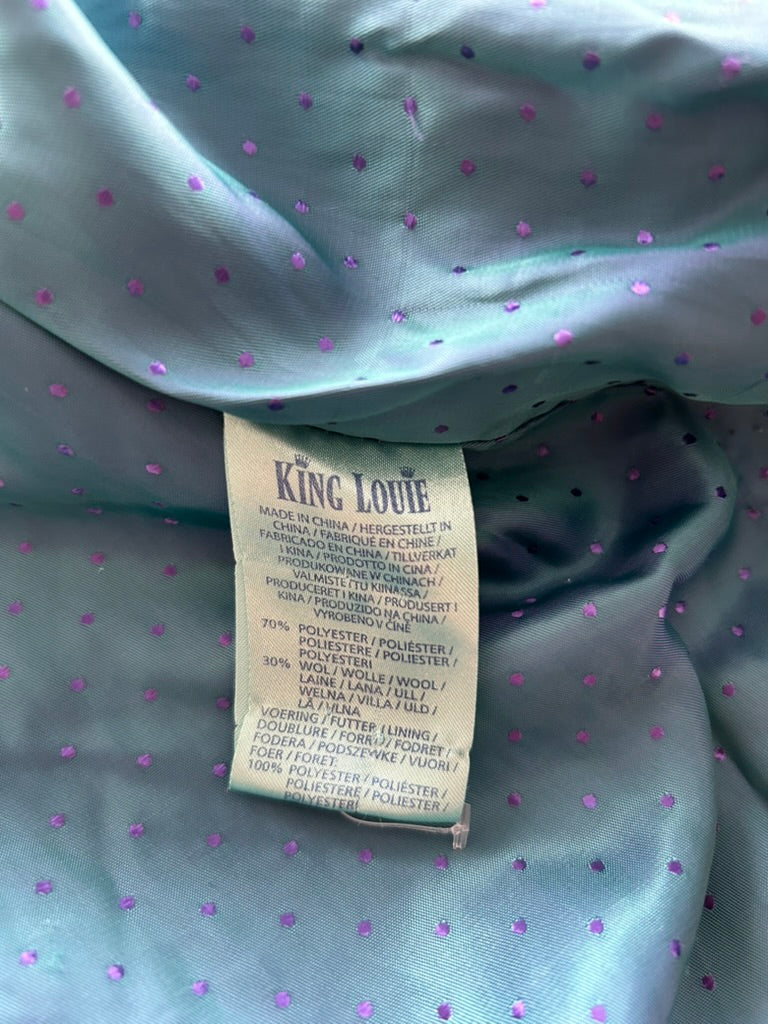 KING LOUIE
MADE IN CHINA / HERGESTELLT IN
CHINA / FABRIQUÉ EN CHINE /
FABRICADO EN CHINA / TILLVERKAT
I KINA / PRODOTTO IN CINA /
PRODUKOWANE W CHINACH /
VALMISTETTU KIINASSA /
PRODUCERET I KINA / PRODUSERT I
KINA / PRODUZIDO NA CHINA /
VYROBENO V ČÍNĚ
70% POLYESTER / POLIÉSTER /
POLIESTERE / POLIESTER /
POLYESTERI
30% WOL / WOLLE / WOOL /
LAINE / LANA / ULL /
WEŁNA / VILLA / ULD /
LÃ / VLNA
VOERING / FUTTER / LINING /
DOUBLURE / FORRO / FODRET /
FODERA / PODSZEWKE / VUORI /
FOER / FORET
100% POLYESTER / POLIÉSTER /
POLIESTERE / POLIESTER /
POLYESTERI